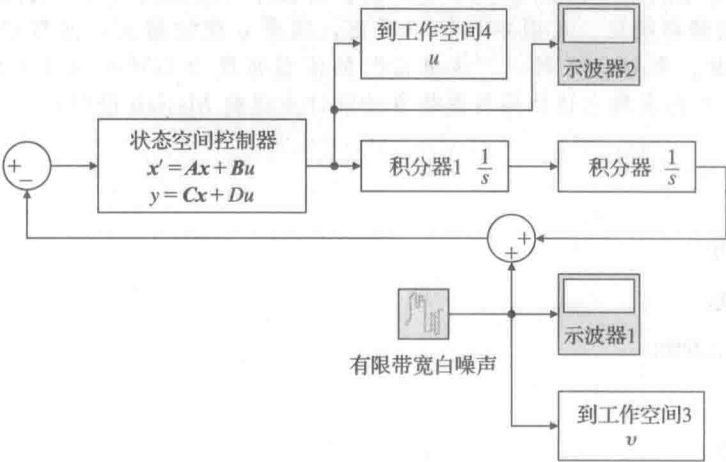 到工作空间4
u
示波器2
状态空间控制器
x′=Ax+Bu
y=Cx+Du
积分器1 1/s
积分器 1/s
+
−
+
+
示波器1
有限带宽白噪声
到工作空间3
v